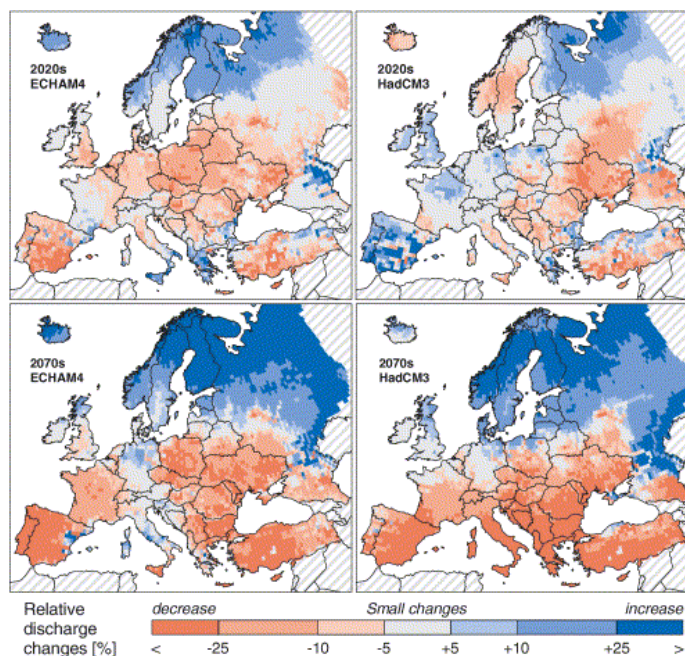 2020s
ECHAM4
2020s
HadCM3
2070s
ECHAM4
2070s
HadCM3
Relative
discharge
changes [%]
decrease Small changes increase
< -25 -10 -5 +5 +10 +25 >